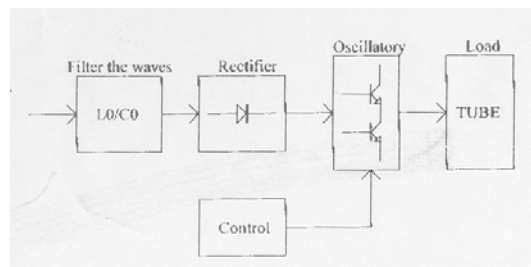 Oscillatory Load
Filter the waves Rectifier
L0/C0 TUBE
Control